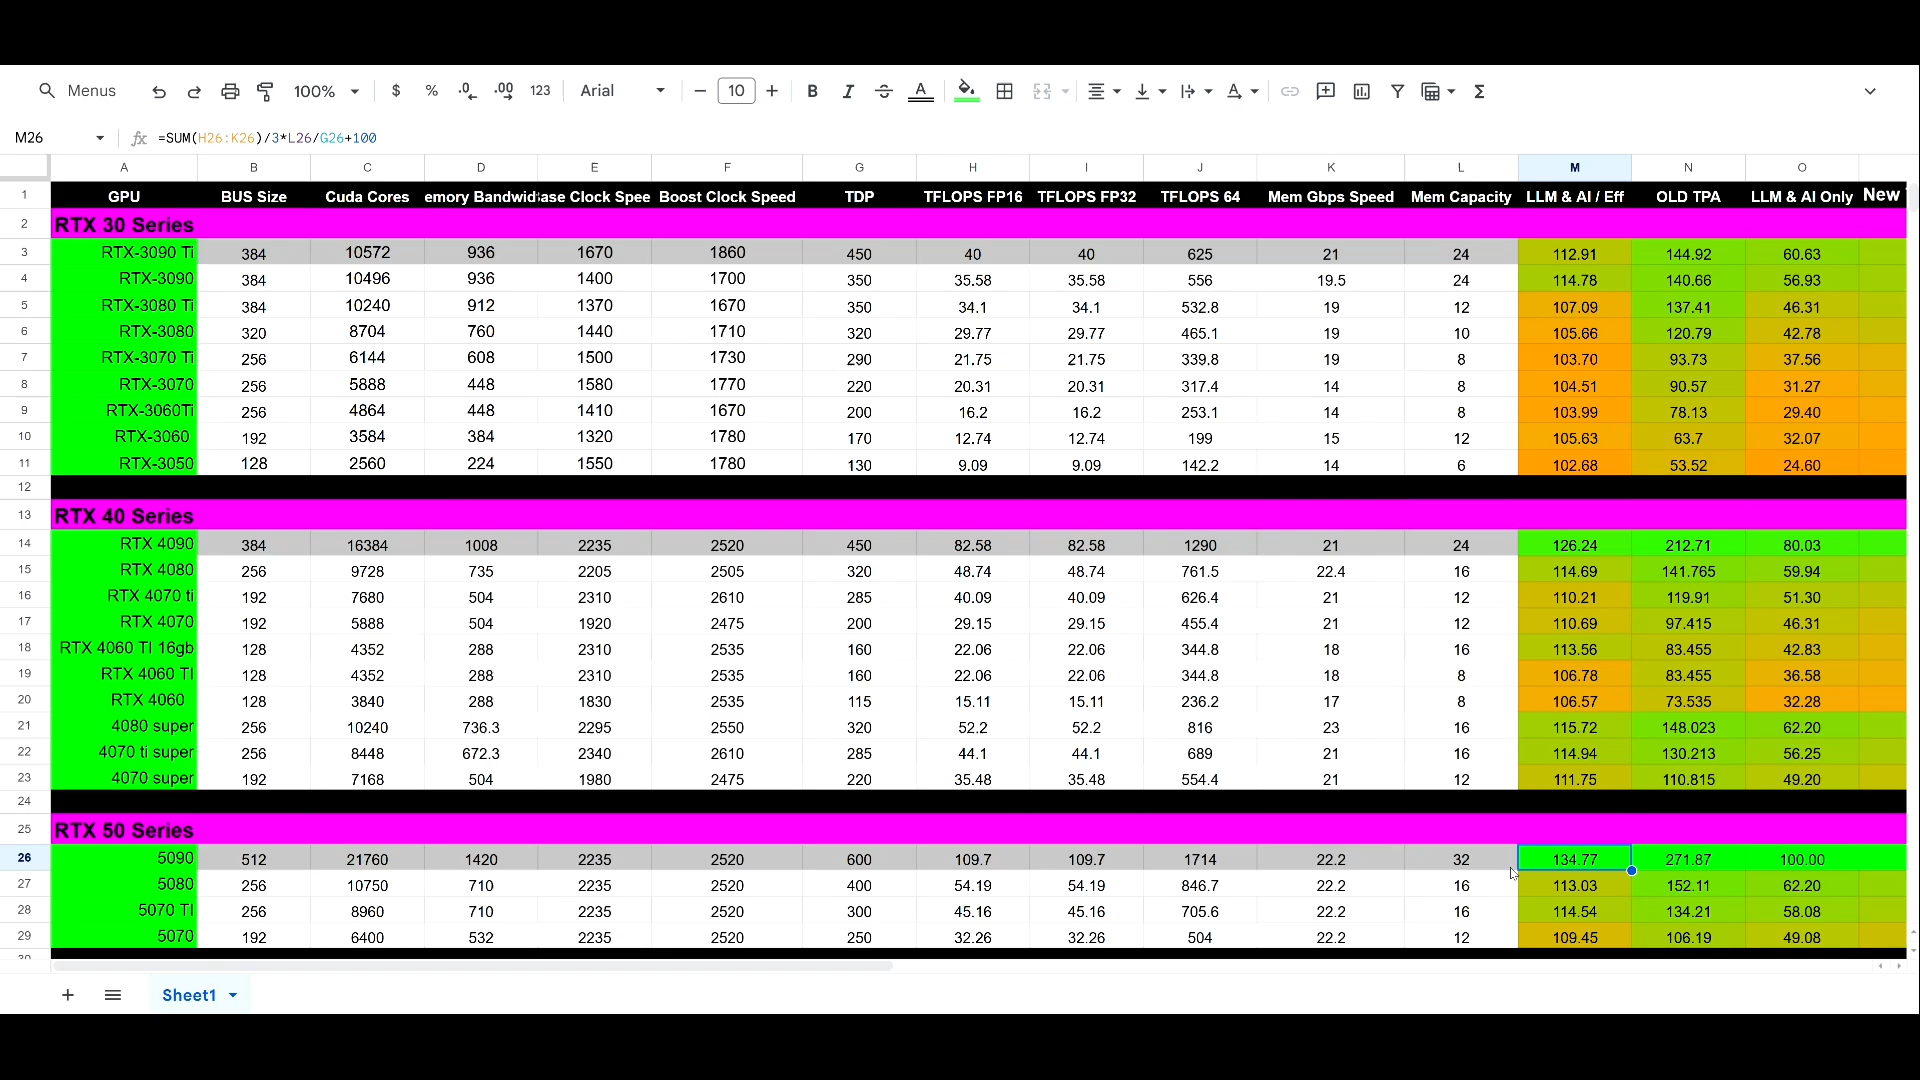 Menus 100% $ % .0 .00 123 Arial 10 B I A A Σ
M26 fx =SUM(H26:K26)/3*L26/G26+100
A B C D E F G H I J K L M N O
1 GPU BUS Size Cuda Cores emory Bandwid ase Clock Spee Boost Clock Speed TDP TFLOPS FP16 TFLOPS FP32 TFLOPS 64 Mem Gbps Speed Mem Capacity LLM & AI / Eff OLD TPA LLM & AI Only New
2 RTX 30 Series
3 RTX-3090 Ti 384 10572 936 1670 1860 450 40 40 625 21 24 112.91 144.92 60.63
4 RTX-3090 384 10496 936 1400 1700 350 35.58 35.58 556 19.5 24 114.78 140.66 56.93
5 RTX-3080 Ti 384 10240 912 1370 1670 350 34.1 34.1 532.8 19 12 107.09 137.41 46.31
6 RTX-3080 320 8704 760 1440 1710 320 29.77 29.77 465.1 19 10 105.66 120.79 42.78
7 RTX-3070 Ti 256 6144 608 1500 1730 290 21.75 21.75 339.8 19 8 103.70 93.73 37.56
8 RTX-3070 256 5888 448 1580 1770 220 20.31 20.31 317.4 14 8 104.51 90.57 31.27
9 RTX-3060Ti 256 4864 448 1410 1670 200 16.2 16.2 253.1 14 8 103.99 78.13 29.40
10 RTX-3060 192 3584 384 1320 1780 170 12.74 12.74 199 15 12 105.63 63.7 32.07
11 RTX-3050 128 2560 224 1550 1780 130 9.09 9.09 142.2 14 6 102.68 53.52 24.60
12
13 RTX 40 Series
14 RTX 4090 384 16384 1008 2235 2520 450 82.58 82.58 1290 21 24 126.24 212.71 80.03
15 RTX 4080 256 9728 735 2205 2505 320 48.74 48.74 761.5 22.4 16 114.69 141.765 59.94
16 RTX 4070 ti 192 7680 504 2310 2610 285 40.09 40.09 626.4 21 12 110.21 119.91 51.30
17 RTX 4070 192 5888 504 1920 2475 200 29.15 29.15 455.4 21 12 110.69 97.415 46.31
18 RTX 4060 TI 16gb 128 4352 288 2310 2535 160 22.06 22.06 344.8 18 16 113.56 83.455 42.83
19 RTX 4060 TI 128 4352 288 2310 2535 160 22.06 22.06 344.8 18 8 106.78 83.455 36.58
20 RTX 4060 128 3840 288 1830 2535 115 15.11 15.11 236.2 17 8 106.57 73.535 32.28
21 4080 super 256 10240 736.3 2295 2550 320 52.2 52.2 816 23 16 115.72 148.023 62.20
22 4070 ti super 256 8448 672.3 2340 2610 285 44.1 44.1 689 21 16 114.94 130.213 56.25
23 4070 super 192 7168 504 1980 2475 220 35.48 35.48 554.4 21 12 111.75 110.815 49.20
24
25 RTX 50 Series
26 5090 512 21760 1420 2235 2520 600 109.7 109.7 1714 22.2 32 134.77 271.87 100.00
27 5080 256 10750 710 2235 2520 400 54.19 54.19 846.7 22.2 16 113.03 152.11 62.20
28 5070 TI 256 8960 710 2235 2520 300 45.16 45.16 705.6 22.2 16 114.54 134.21 58.08
29 5070 192 6400 532 2235 2520 250 32.26 32.26 504 22.2 12 109.45 106.19 49.08
30
Sheet1